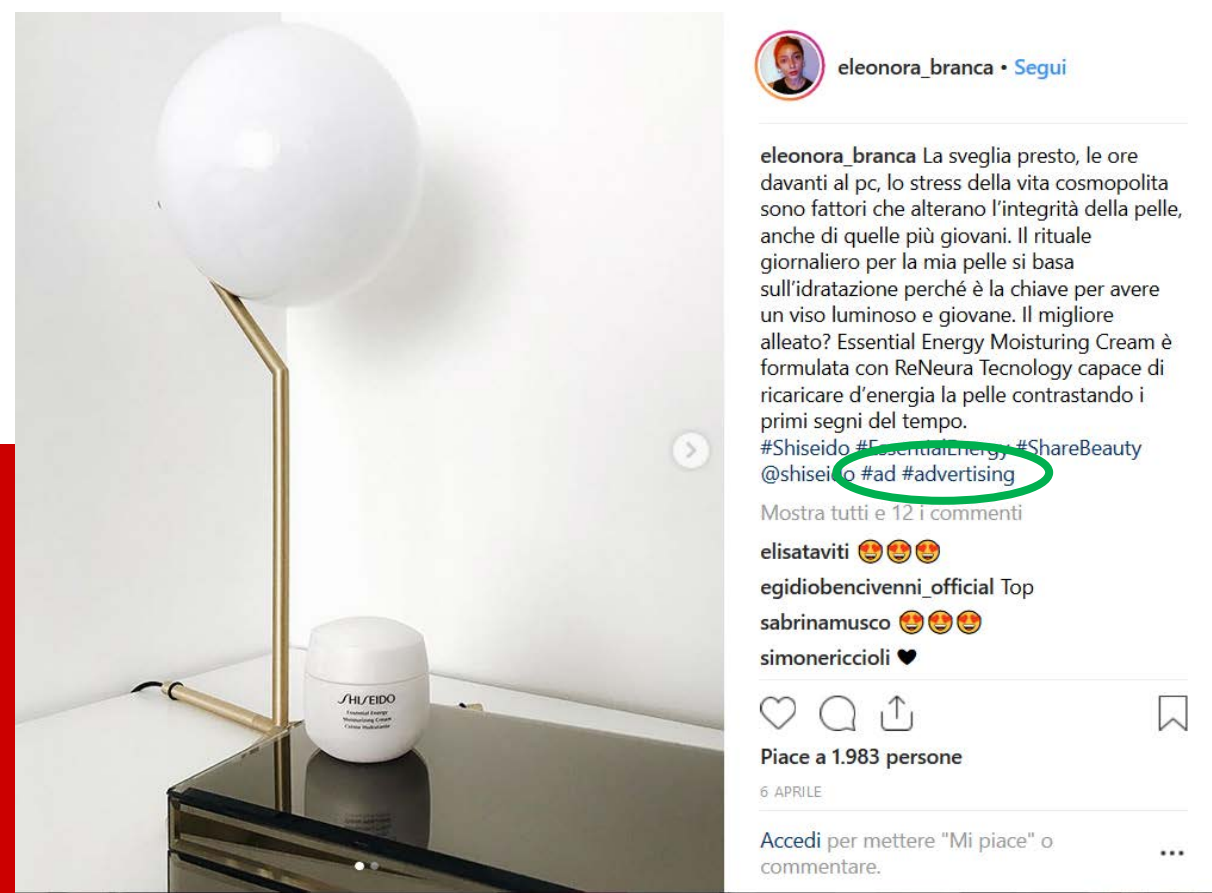 eleonora_branca • Segui
eleonora_branca La sveglia presto, le ore
davanti al pc, lo stress della vita cosmopolita
sono fattori che alterano l'integrità della pelle,
anche di quelle più giovani. Il rituale
giornaliero per la mia pelle si basa
sull'idratazione perché è la chiave per avere
un viso luminoso e giovane. Il migliore
alleato? Essential Energy Moisturing Cream è
formulata con ReNeura Tecnology capace di
ricaricare d'energia la pelle contrastando i
primi segni del tempo.
#Shiseido #EssentialEnergy #ShareBeauty
@shiseido #ad #advertising
Mostra tutti e 12 i commenti
elisataviti 😍😍😍
egidiobencivenni_official Top
sabrinamusco 😍😍😍
simonericcioli 🖤
Piace a 1.983 persone
6 APRILE
Accedi per mettere "Mi piace" o
commentare.
SHISEIDO
Essential Energy
Moisturizing Cream
Crème Hydratante